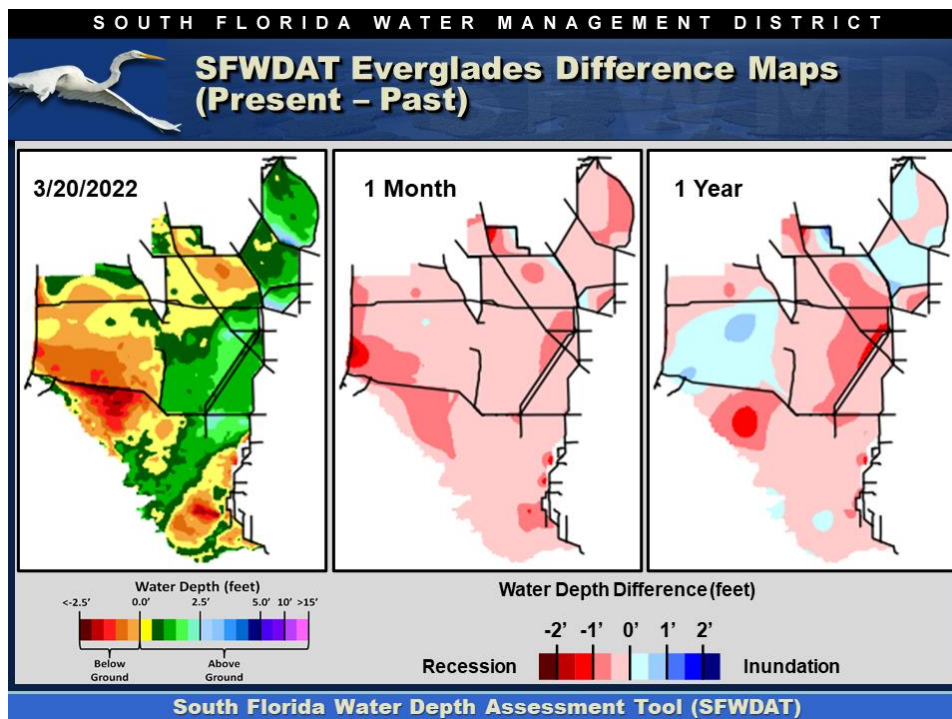 SOUTH FLORIDA WATER MANAGEMENT DISTRICT
SFWDAT Everglades Difference Maps
(Present – Past)
3/20/2022
1 Month
1 Year
Water Depth (feet)
<-2.5' 0.0' 2.5' 5.0' 10' >15'
Below
Ground
Above
Ground
Water Depth Difference (feet)
-2' -1' 0' 1' 2'
Recession
Inundation
South Florida Water Depth Assessment Tool (SFWDAT)